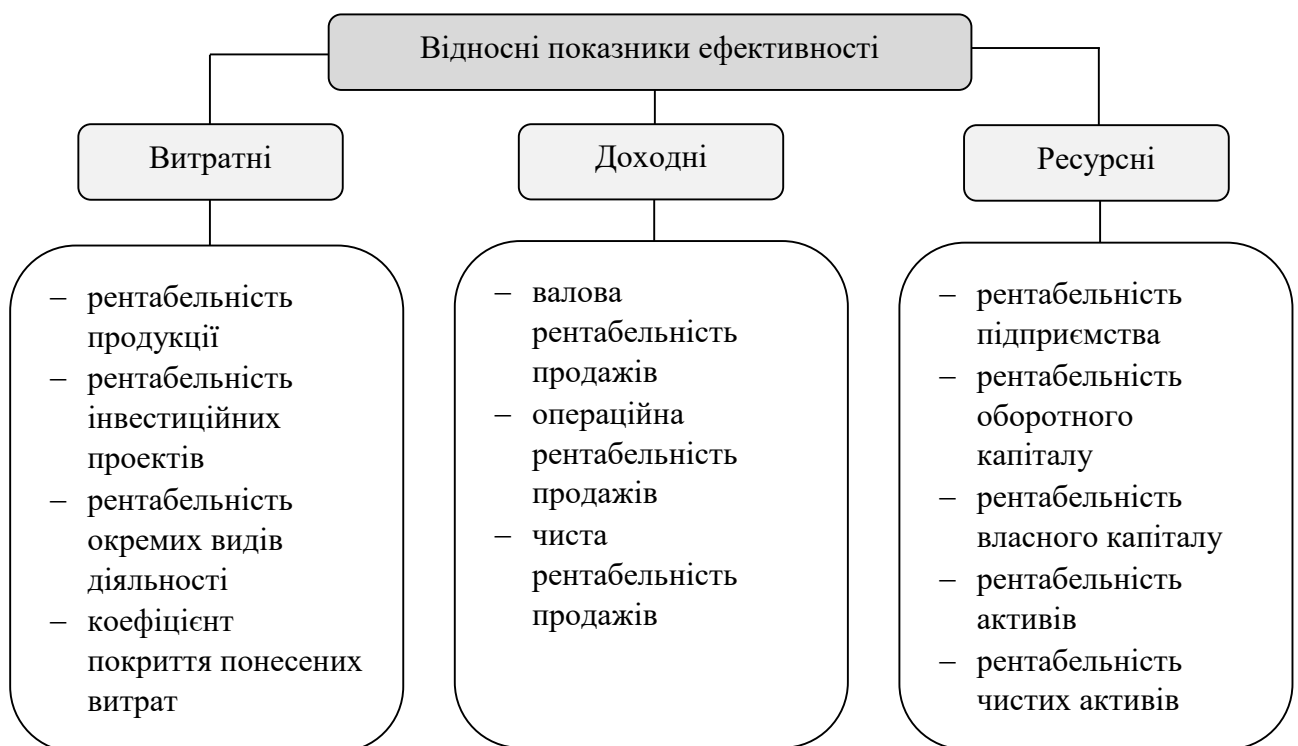 Відносні показники ефективності
Витратні
Доходні
Ресурсні
– рентабельність
продукції
– рентабельність
інвестиційних
проектів
– рентабельність
окремих видів
діяльності
– коефіцієнт
покриття понесених
витрат
– валова
рентабельність
продажів
– операційна
рентабельність
продажів
– чиста
рентабельність
продажів
– рентабельність
підприємства
– рентабельність
оборотного
капіталу
– рентабельність
власного капіталу
– рентабельність
активів
– рентабельність
чистих активів